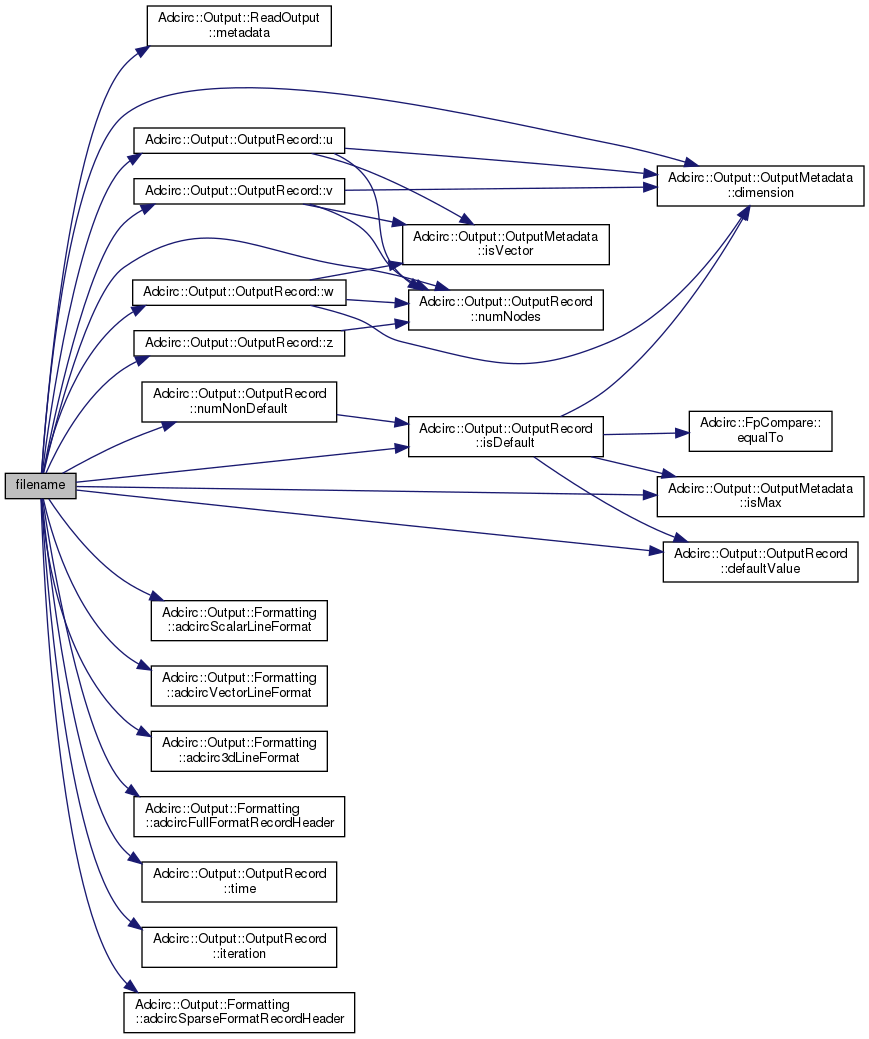 Adcirc::Output::ReadOutput
::metadata
Adcirc::Output::OutputRecord::u
Adcirc::Output::OutputMetadata
::dimension
Adcirc::Output::OutputRecord::v
Adcirc::Output::OutputMetadata
::isVector
Adcirc::Output::OutputRecord::w
Adcirc::Output::OutputRecord
::numNodes
Adcirc::Output::OutputRecord::z
Adcirc::Output::OutputRecord
::numNonDefault
Adcirc::Output::OutputRecord
::isDefault
Adcirc::FpCompare::
equalTo
filename
Adcirc::Output::OutputMetadata
::isMax
Adcirc::Output::OutputRecord
::defaultValue
Adcirc::Output::Formatting
::adcircScalarLineFormat
Adcirc::Output::Formatting
::adcircVectorLineFormat
Adcirc::Output::Formatting
::adcirc3dLineFormat
Adcirc::Output::Formatting
::adcircFullFormatRecordHeader
Adcirc::Output::OutputRecord
::time
Adcirc::Output::OutputRecord
::iteration
Adcirc::Output::Formatting
::adcircSparseFormatRecordHeader